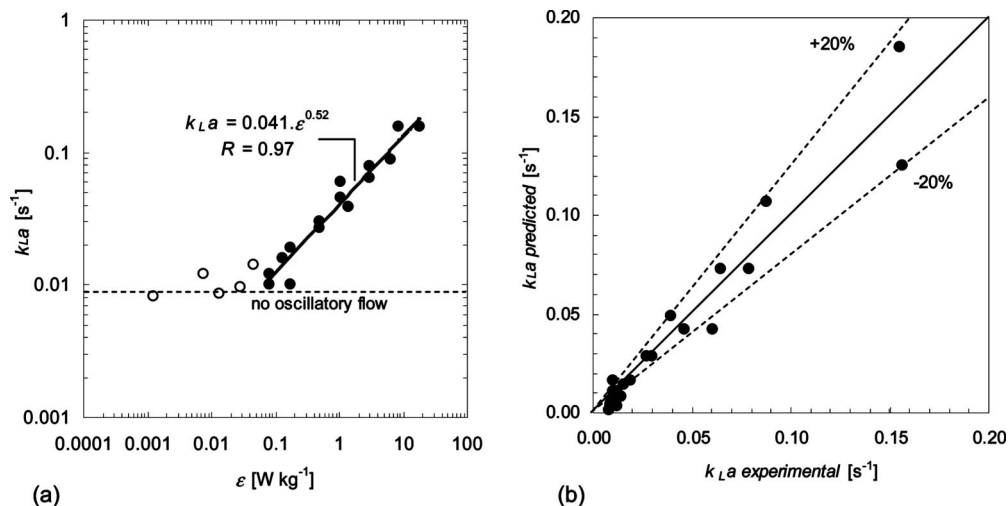 1
0.1
0.01
0.001
kLa [s⁻¹]
k L a = 0.041.ε^0.52
R = 0.97
no oscillatory flow
0.0001 0.001 0.01 0.1 1 10 100
ε [W kg⁻¹]
(a)
0.20
0.15
0.10
0.05
0.00
kLa predicted [s⁻¹]
+20%
-20%
0.00 0.05 0.10 0.15 0.20
k L a experimental [s⁻¹]
(b)